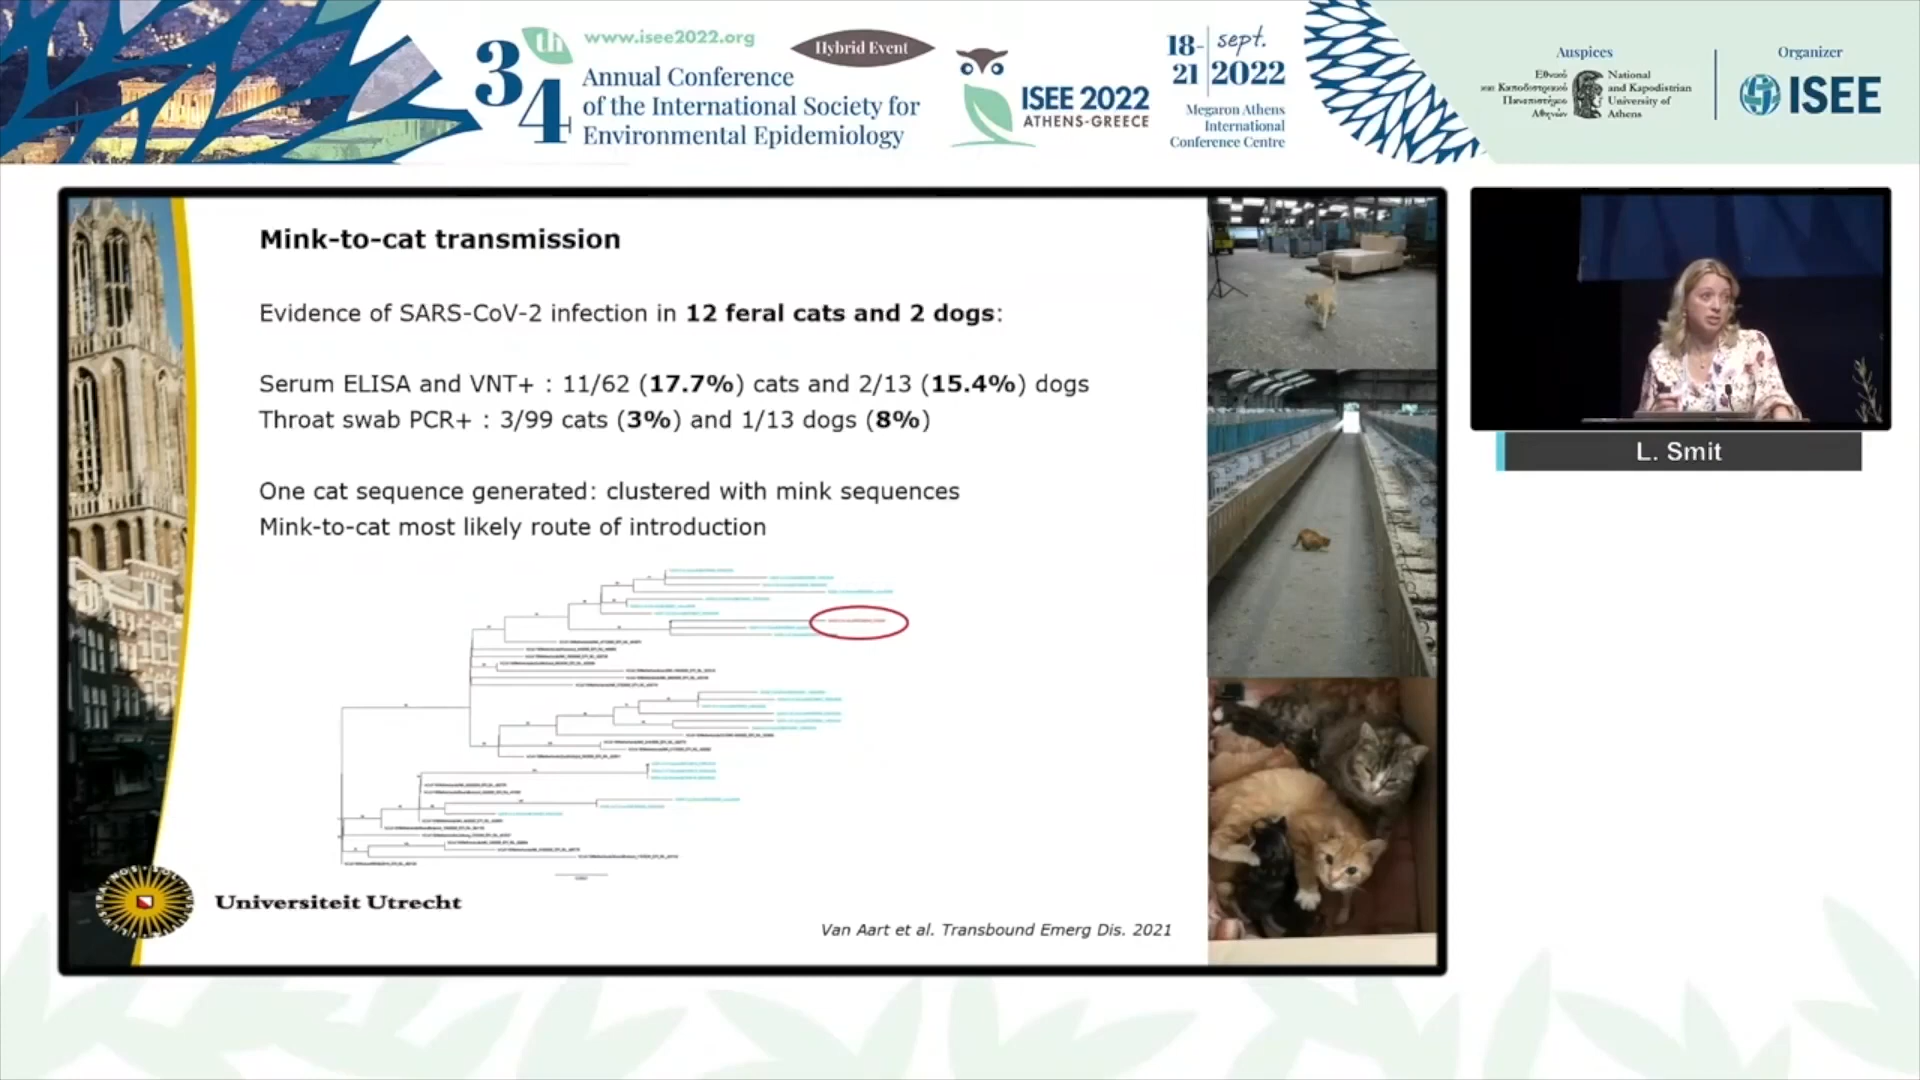 34th
www.isee2022.org
Hybrid Event
Annual Conference
of the International Society for
Environmental Epidemiology
ISEE 2022
ATHENS-GREECE
18-21 sept. 2022
Megaron Athens
International
Conference Centre
Auspices
Εθνικό
και Καποδιστριακό
Πανεπιστήμιο
Αθηνών
National
and Kapodistrian
University of
Athens
Organizer
ISEE
Mink-to-cat transmission
Evidence of SARS-CoV-2 infection in 12 feral cats and 2 dogs:
Serum ELISA and VNT+ : 11/62 (17.7%) cats and 2/13 (15.4%) dogs
Throat swab PCR+ : 3/99 cats (3%) and 1/13 dogs (8%)
One cat sequence generated: clustered with mink sequences
Mink-to-cat most likely route of introduction
Universiteit Utrecht
Van Aart et al. Transbound Emerg Dis. 2021
L. Smit